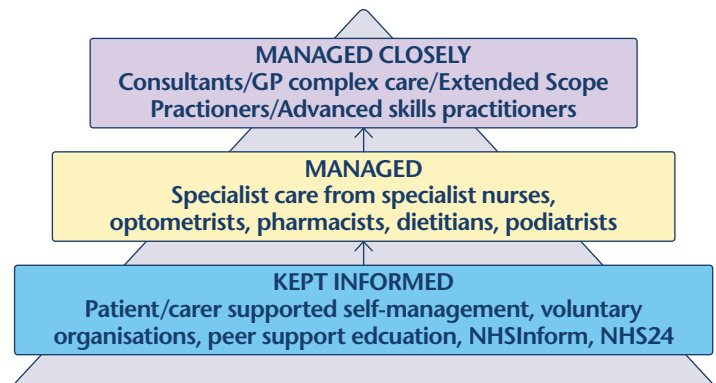 MANAGED CLOSELY
Consultants/GP complex care/Extended Scope
Practioners/Advanced skills practitioners
MANAGED
Specialist care from specialist nurses,
optometrists, pharmacists, dietitians, podiatrists
KEPT INFORMED
Patient/carer supported self-management, voluntary
organisations, peer support edcuation, NHSInform, NHS24